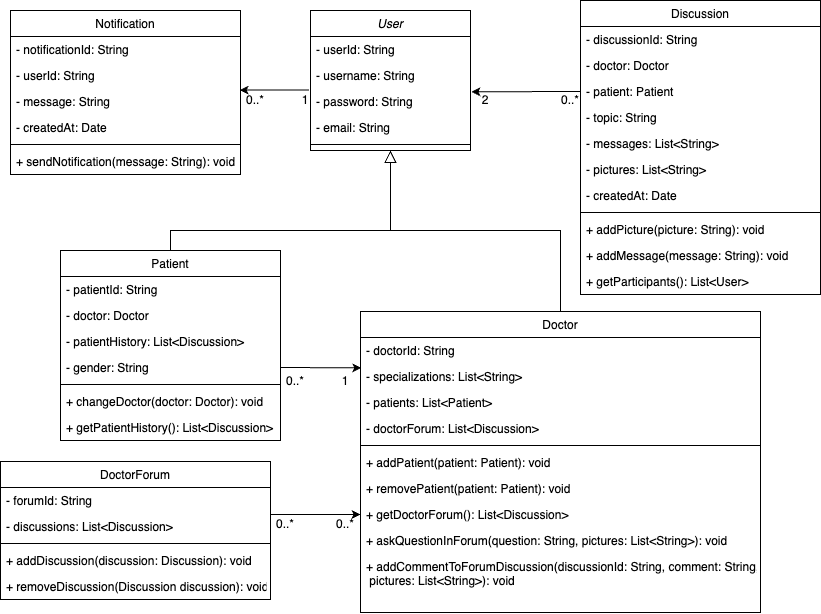 Notification
- notificationId: String
- userId: String
- message: String
- createdAt: Date
+ sendNotification(message: String): void
User
- userId: String
- username: String
- password: String
- email: String
Discussion
- discussionId: String
- doctor: Doctor
- patient: Patient
- topic: String
- messages: List<String>
- pictures: List<String>
- createdAt: Date
+ addPicture(picture: String): void
+ addMessage(message: String): void
+ getParticipants(): List<User>
0..*
1
2
0..*
Patient
- patientId: String
- doctor: Doctor
- patientHistory: List<Discussion>
- gender: String
+ changeDoctor(doctor: Doctor): void
+ getPatientHistory(): List<Discussion>
0..*
1
Doctor
- doctorId: String
- specializations: List<String>
- patients: List<Patient>
- doctorForum: List<Discussion>
+ addPatient(patient: Patient): void
+ removePatient(patient: Patient): void
+ getDoctorForum(): List<Discussion>
+ askQuestionInForum(question: String, pictures: List<String>): void
+ addCommentToForumDiscussion(discussionId: String, comment: String
pictures: List<String>): void
DoctorForum
- forumId: String
- discussions: List<Discussion>
+ addDiscussion(discussion: Discussion): void
+ removeDiscussion(Discussion discussion): void
0..*
0..*